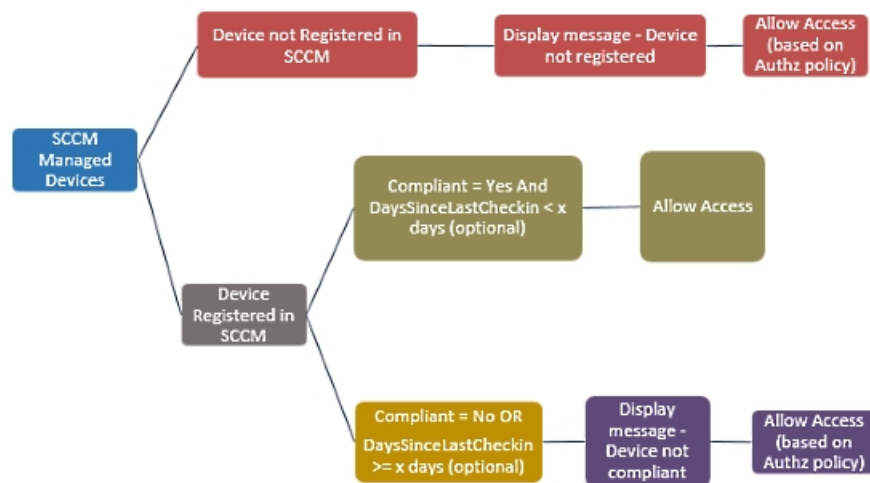 Device not Registered in
SCCM
Display message - Device
not registered
Allow Access
(based on
Authz policy)
SCCM
Managed
Devices
Compliant = Yes And
DaysSinceLastCheckin < x
days (optional)
Allow Access
Device
Registered in
SCCM
Compliant = No OR
DaysSinceLastCheckin
>= x days (optional)
Display
message -
Device not
compliant
Allow Access
(based on
Authz policy)